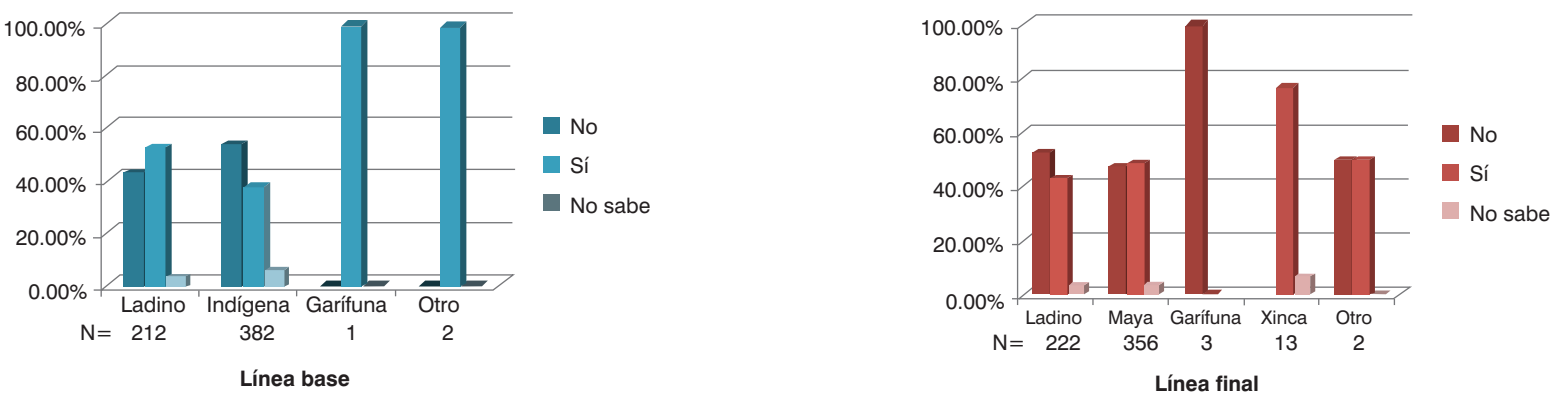 100.00%
80.00%
60.00%
40.00%
20.00%
0.00%
Ladino Indígena Garífuna Otro
N= 212 382 1 2
No
Sí
No sabe
Línea base
100.00%
80.00%
60.00%
40.00%
20.00%
0.00%
Ladino Maya Garífuna Xinca Otro
N= 222 356 3 13 2
No
Sí
No sabe
Línea final